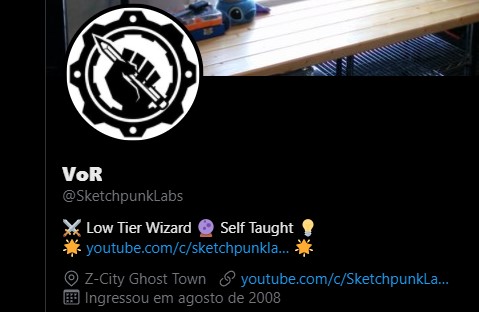 VoR
@SketchpunkLabs
⚔️ Low Tier Wizard 🔮 Self Taught 💡
🌟 youtube.com/c/sketchpunkla... 🌟
Z-City Ghost Town youtube.com/c/SketchpunkLa...
Ingressou em agosto de 2008